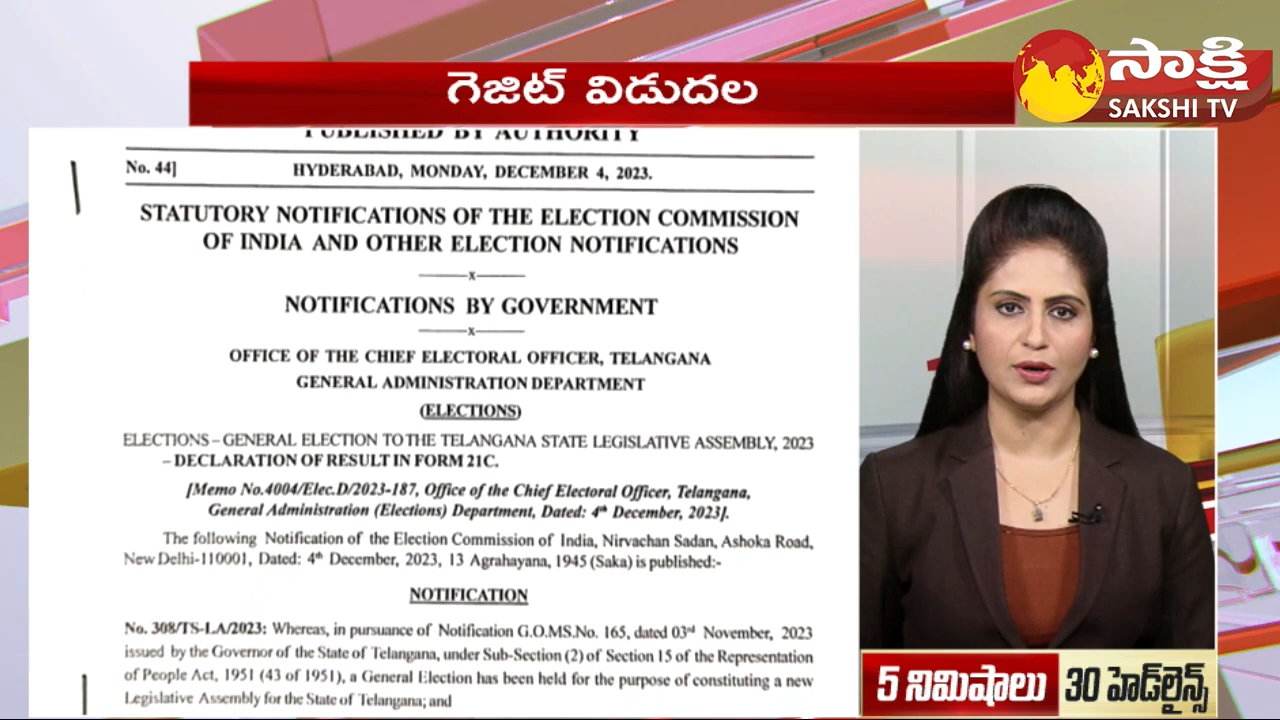 గెజిట్ విడుదల
సాక్షి
SAKSHI TV
PUBLISHED BY AUTHORITY
No. 44]
HYDERABAD, MONDAY, DECEMBER 4, 2023.
STATUTORY NOTIFICATIONS OF THE ELECTION COMMISSION
OF INDIA AND OTHER ELECTION NOTIFICATIONS
x
NOTIFICATIONS BY GOVERNMENT
x
OFFICE OF THE CHIEF ELECTORAL OFFICER, TELANGANA
GENERAL ADMINISTRATION DEPARTMENT
(ELECTIONS)
ELECTIONS – GENERAL ELECTION TO THE TELANGANA STATE LEGISLATIVE ASSEMBLY, 2023
– DECLARATION OF RESULT IN FORM 21C.
[Memo No.4004/Elec.D/2023-187, Office of the Chief Electoral Officer, Telangana,
General Administration (Elections) Department, Dated: 4th December, 2023].
The following Notification of the Election Commission of India, Nirvachan Sadan, Ashoka Road,
New Delhi-110001, Dated: 4th December, 2023, 13 Agrahayana, 1945 (Saka) is published:-
NOTIFICATION
No. 308/TS-LA/2023: Whereas, in pursuance of Notification G.O.MS.No. 165, dated 03rd November, 2023
issued by the Governor of the State of Telangana, under Sub-Section (2) of Section 15 of the Representation
of People Act, 1951 (43 of 1951), a General Election has been held for the purpose of constituting a new
Legislative Assembly for the State of Telangana; and
5 నిమిషాలు 30 హెడ్‌లైన్స్